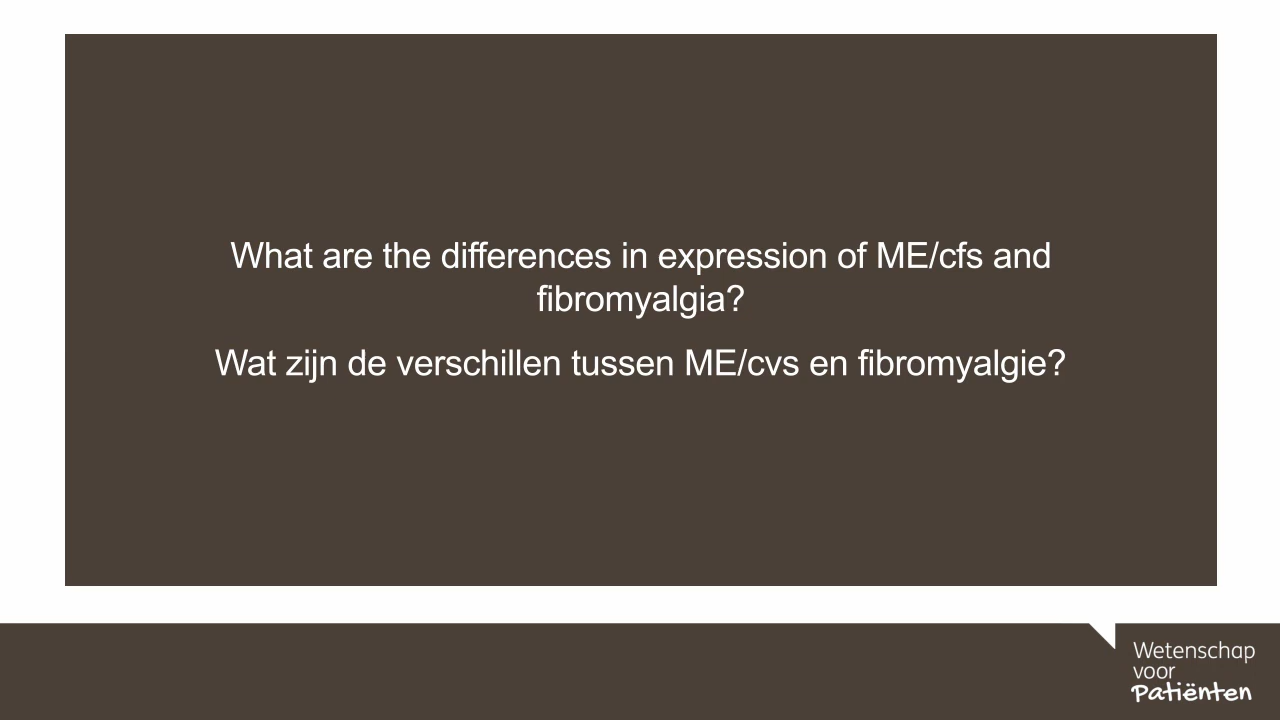 What are the differences in expression of ME/cfs and
fibromyalgia?
Wat zijn de verschillen tussen ME/cvs en fibromyalgie?
Wetenschap
voor
Patiënten